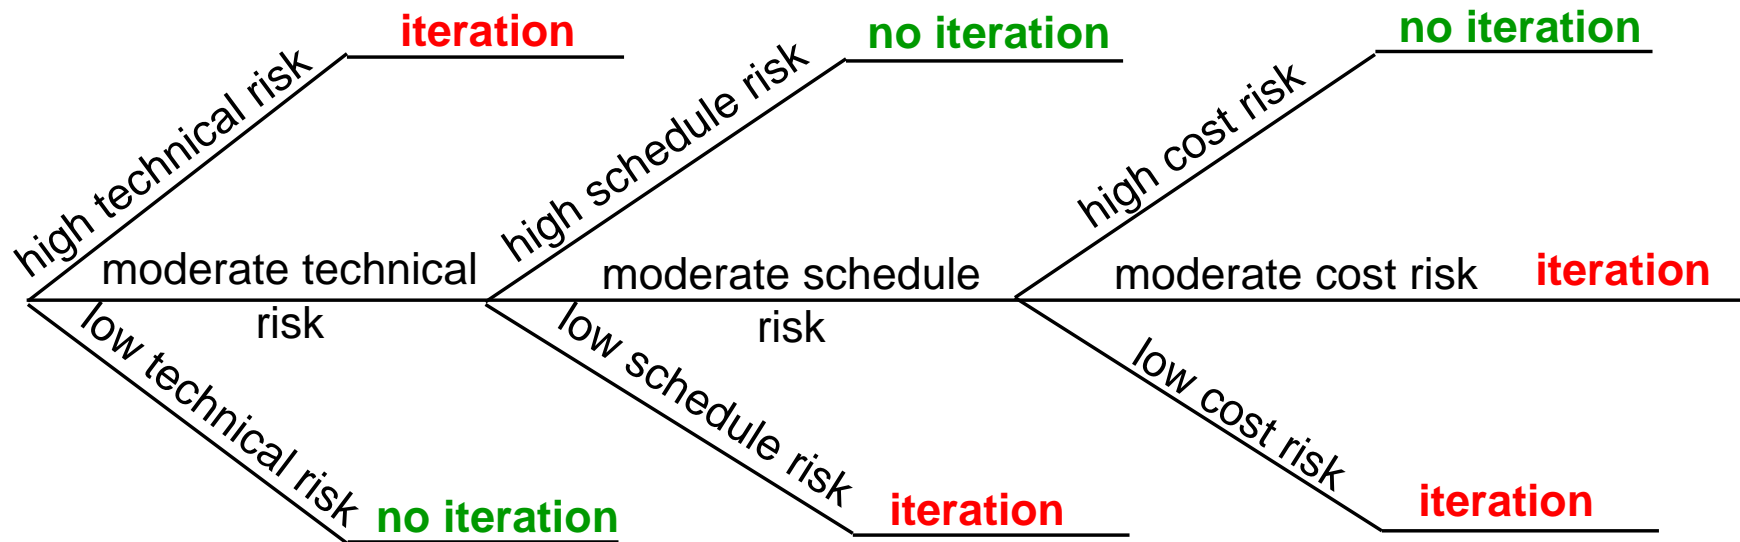 high technical risk
iteration
moderate technical
risk
low technical risk
no iteration
high schedule risk
no iteration
moderate schedule
risk
low schedule risk
iteration
high cost risk
no iteration
moderate cost risk
iteration
low cost risk
iteration